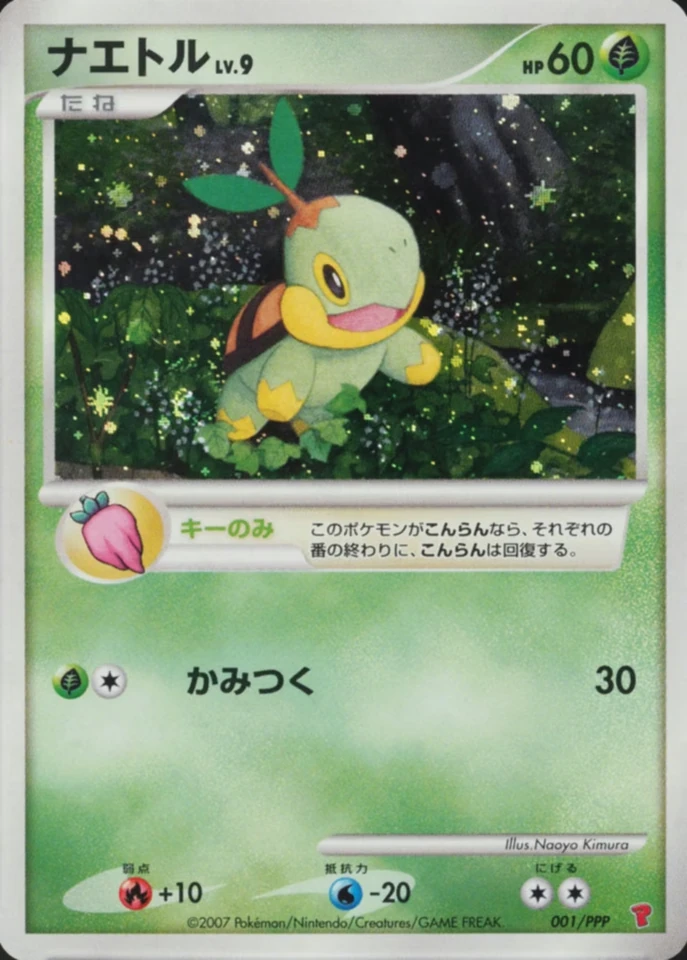 ナエトル LV.9 HP60
たね
キーのみ
このポケモンがこんらんなら、それぞれの
番の終わりに、こんらんは回復する。
かみつく 30
Illus. Naoyo Kimura
弱点 抵抗力 にげる
+10 -20
©2007 Pokémon/Nintendo/Creatures/GAME FREAK. 001/PPP
P